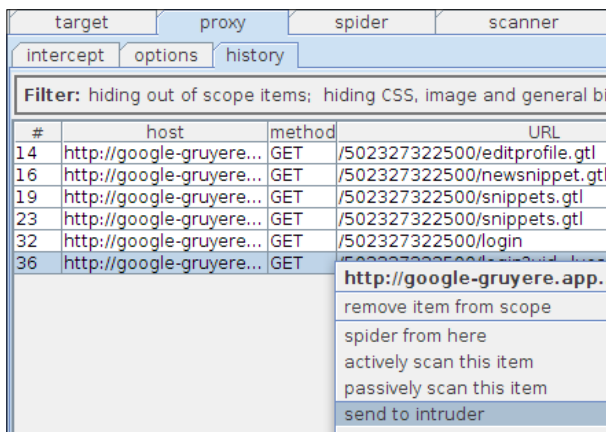 target proxy spider scanner
intercept options history
Filter: hiding out of scope items; hiding CSS, image and general bi
# host method URL
14 http://google-gruyere... GET /502327322500/editprofile.gtl
16 http://google-gruyere... GET /502327322500/newsnippet.gtl
19 http://google-gruyere... GET /502327322500/snippets.gtl
23 http://google-gruyere... GET /502327322500/snippets.gtl
32 http://google-gruyere... GET /502327322500/login
36 http://google-gruyere... GET
http://google-gruyere.app.
remove item from scope
spider from here
actively scan this item
passively scan this item
send to intruder